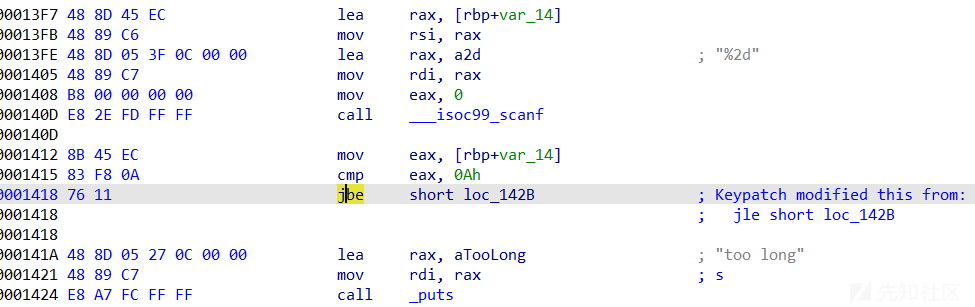 00013F7 48 8D 45 EC lea rax, [rbp+var_14]
00013FB 48 89 C6 mov rsi, rax
00013FE 48 8D 05 3F 0C 00 00 lea rax, a2d ; "%2d"
0001405 48 89 C7 mov rdi, rax
0001408 B8 00 00 00 00 mov eax, 0
000140D E8 2E FD FF FF call ___isoc99_scanf
000140D
0001412 8B 45 EC mov eax, [rbp+var_14]
0001415 83 F8 0A cmp eax, 0Ah
0001418 76 11 jbe short loc_142B ; Keypatch modified this from:
0001418 ; jle short loc_142B
0001418
000141A 48 8D 05 27 0C 00 00 lea rax, aTooLong ; "too long"
0001421 48 89 C7 mov rdi, rax ; s
0001424 E8 A7 FC FF FF call _puts
先知社区